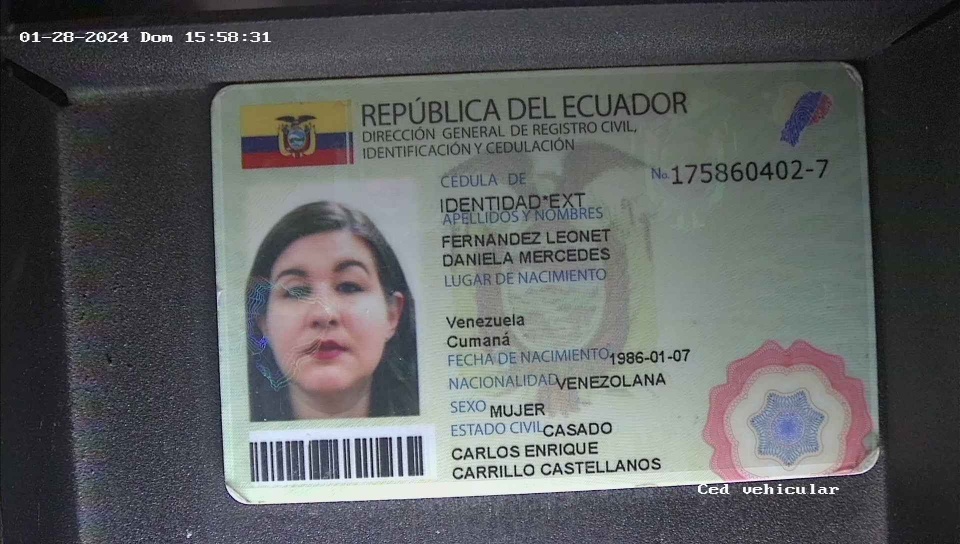 01-28-2024 Dom 15:58:31
REPÚBLICA DEL ECUADOR
DIRECCIÓN GENERAL DE REGISTRO CIVIL,
IDENTIFICACIÓN Y CEDULACIÓN
CÉDULA DE
No. 175860402-7
IDENTIDAD*EXT
APELLIDOS Y NOMBRES
FERNANDEZ LEONET
DANIELA MERCEDES
LUGAR DE NACIMIENTO
Venezuela
Cumaná
FECHA DE NACIMIENTO 1986-01-07
NACIONALIDAD VENEZOLANA
SEXO MUJER
ESTADO CIVIL CASADO
CARLOS ENRIQUE
CARRILLO CASTELLANOS
Ced vehicular